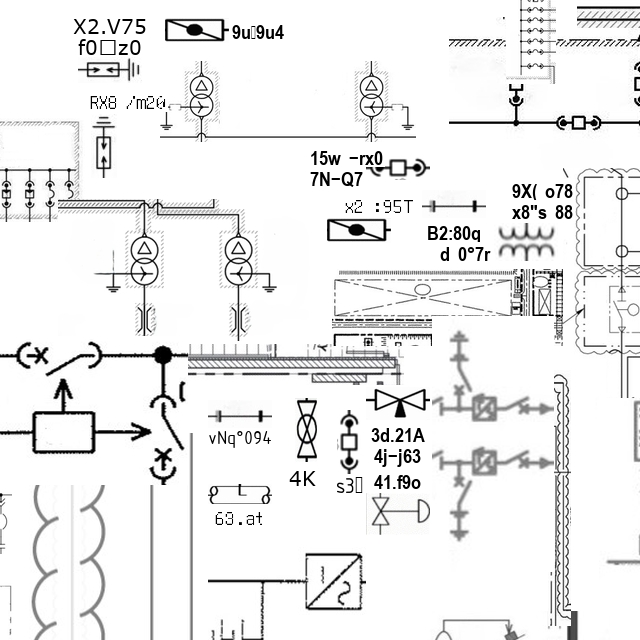 X2.V75
f0□z0
9u▯9u4
RX8 /m20
15w −rx0
7N−Q7
x2 :95T
9X( o78
x8"s 88
B2:80q
d 0°7r
vNq°094
4K
s3▯
3d.21A
4j−j63
41.f9o
63.at